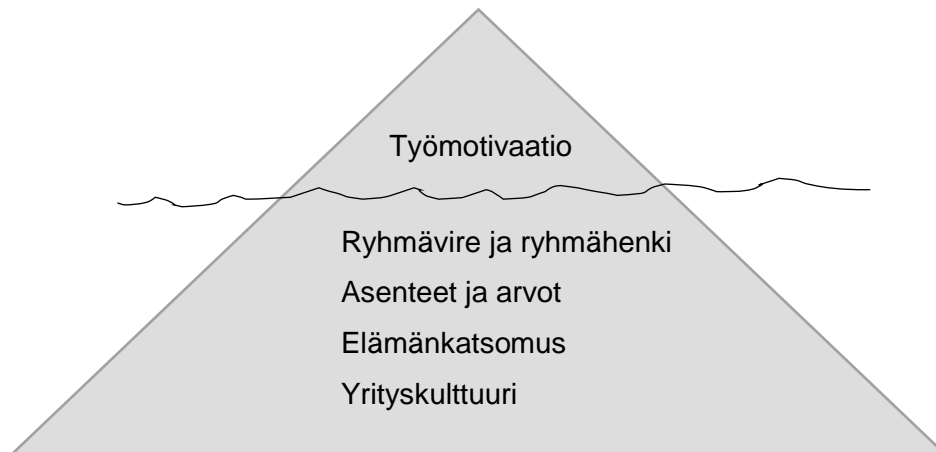 Työmotivaatio
Ryhmävire ja ryhmähenki
Asenteet ja arvot
Elämänkatsomus
Yrityskulttuuri